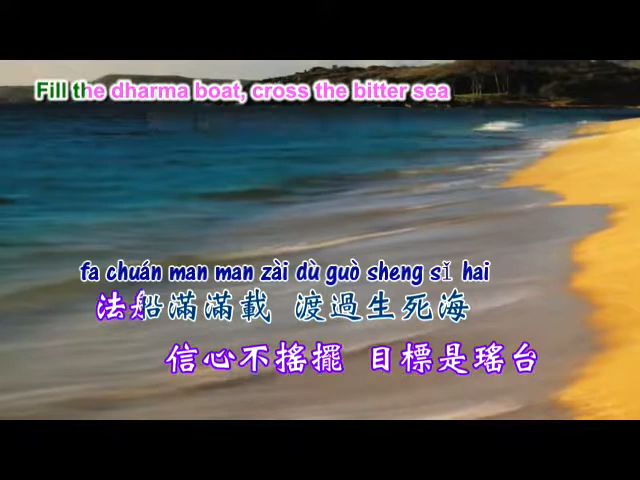 Fill the dharma boat, cross the bitter sea
fa chuán man man zài dù guò sheng sǐ hai
法船滿滿載 渡過生死海
信心不搖擺 目標是瑤台